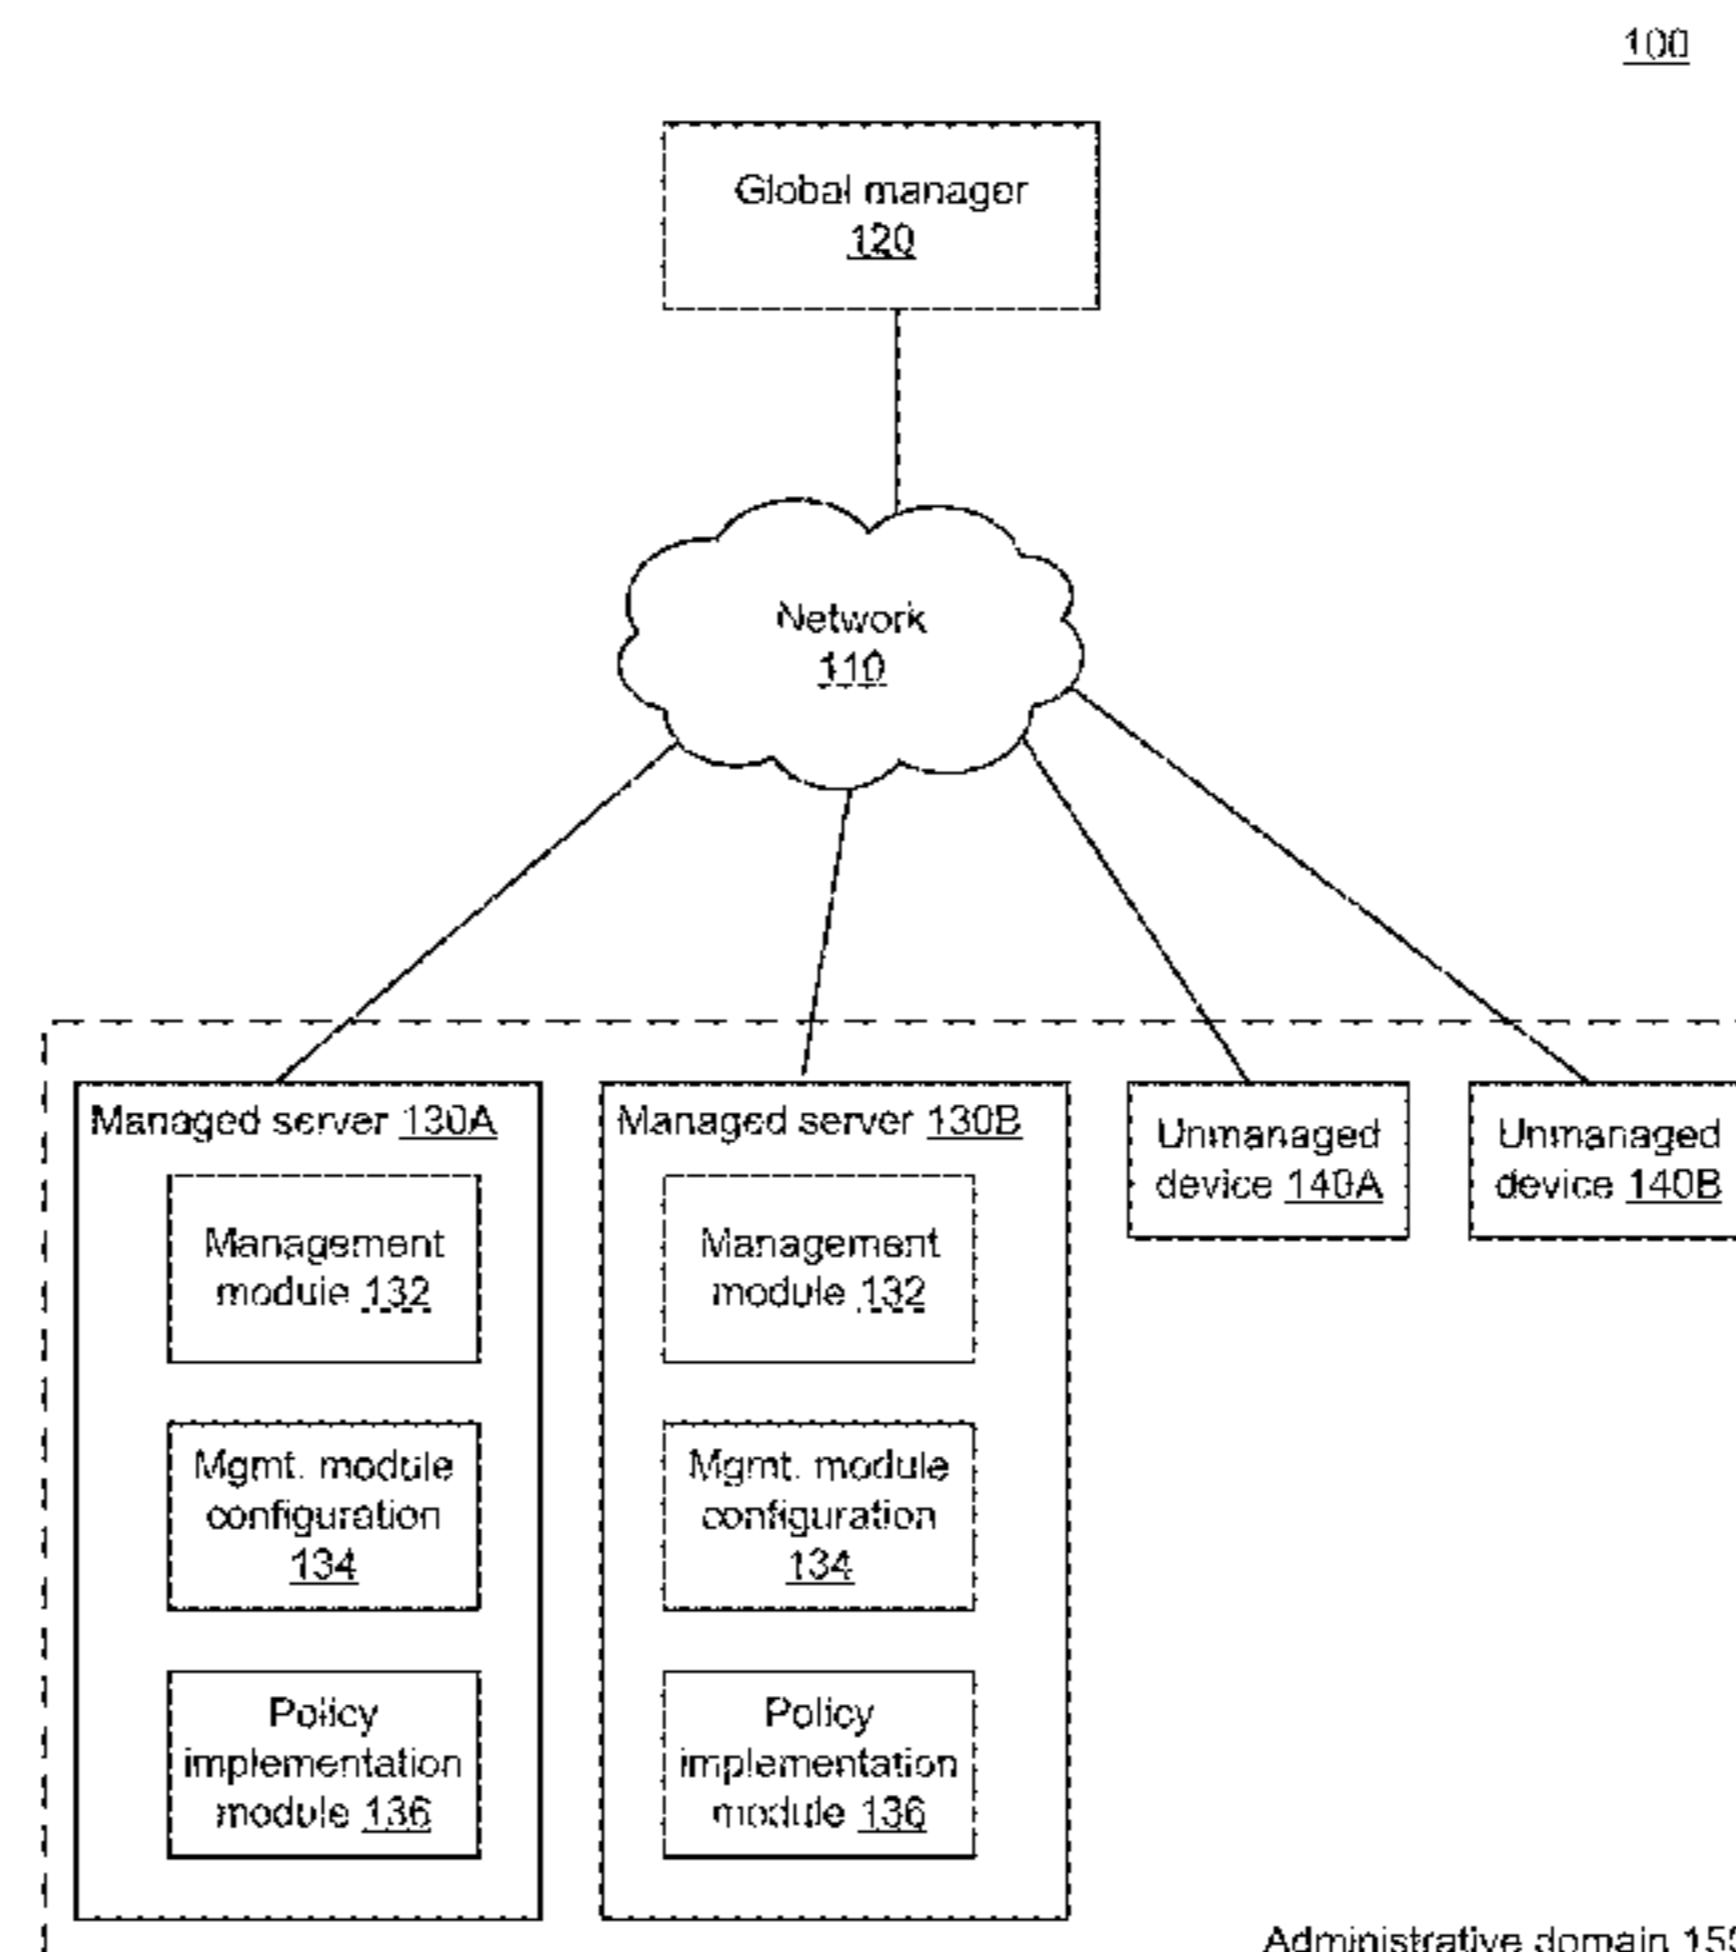 100
Global manager
120
Network
110
Managed server 130A
Management
module 132
Mgmt. module
configuration
134
Policy
implementation
module 136
Managed server 130B
Management
module 132
Mgmt. module
configuration
134
Policy
implementation
module 136
Unmanaged
device 140A
Unmanaged
device 140B
Administrative domain